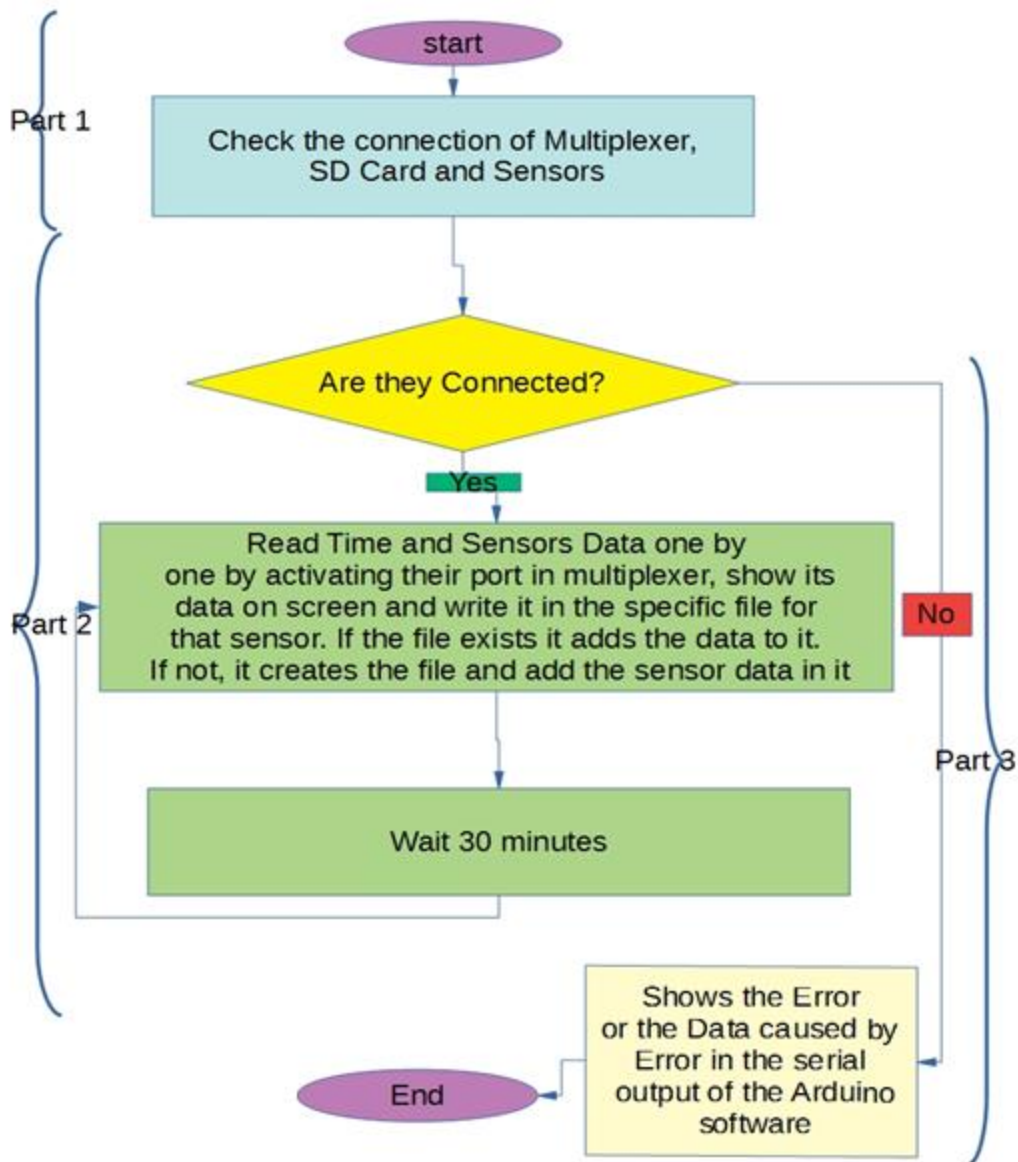 start
Part 1
Check the connection of Multiplexer,
SD Card and Sensors
Are they Connected?
Yes
Read Time and Sensors Data one by
one by activating their port in multiplexer, show its
data on screen and write it in the specific file for
that sensor. If the file exists it adds the data to it.
If not, it creates the file and add the sensor data in it
No
Part 2
Part 3
Wait 30 minutes
Shows the Error
or the Data caused by
Error in the serial
output of the Arduino
software
End